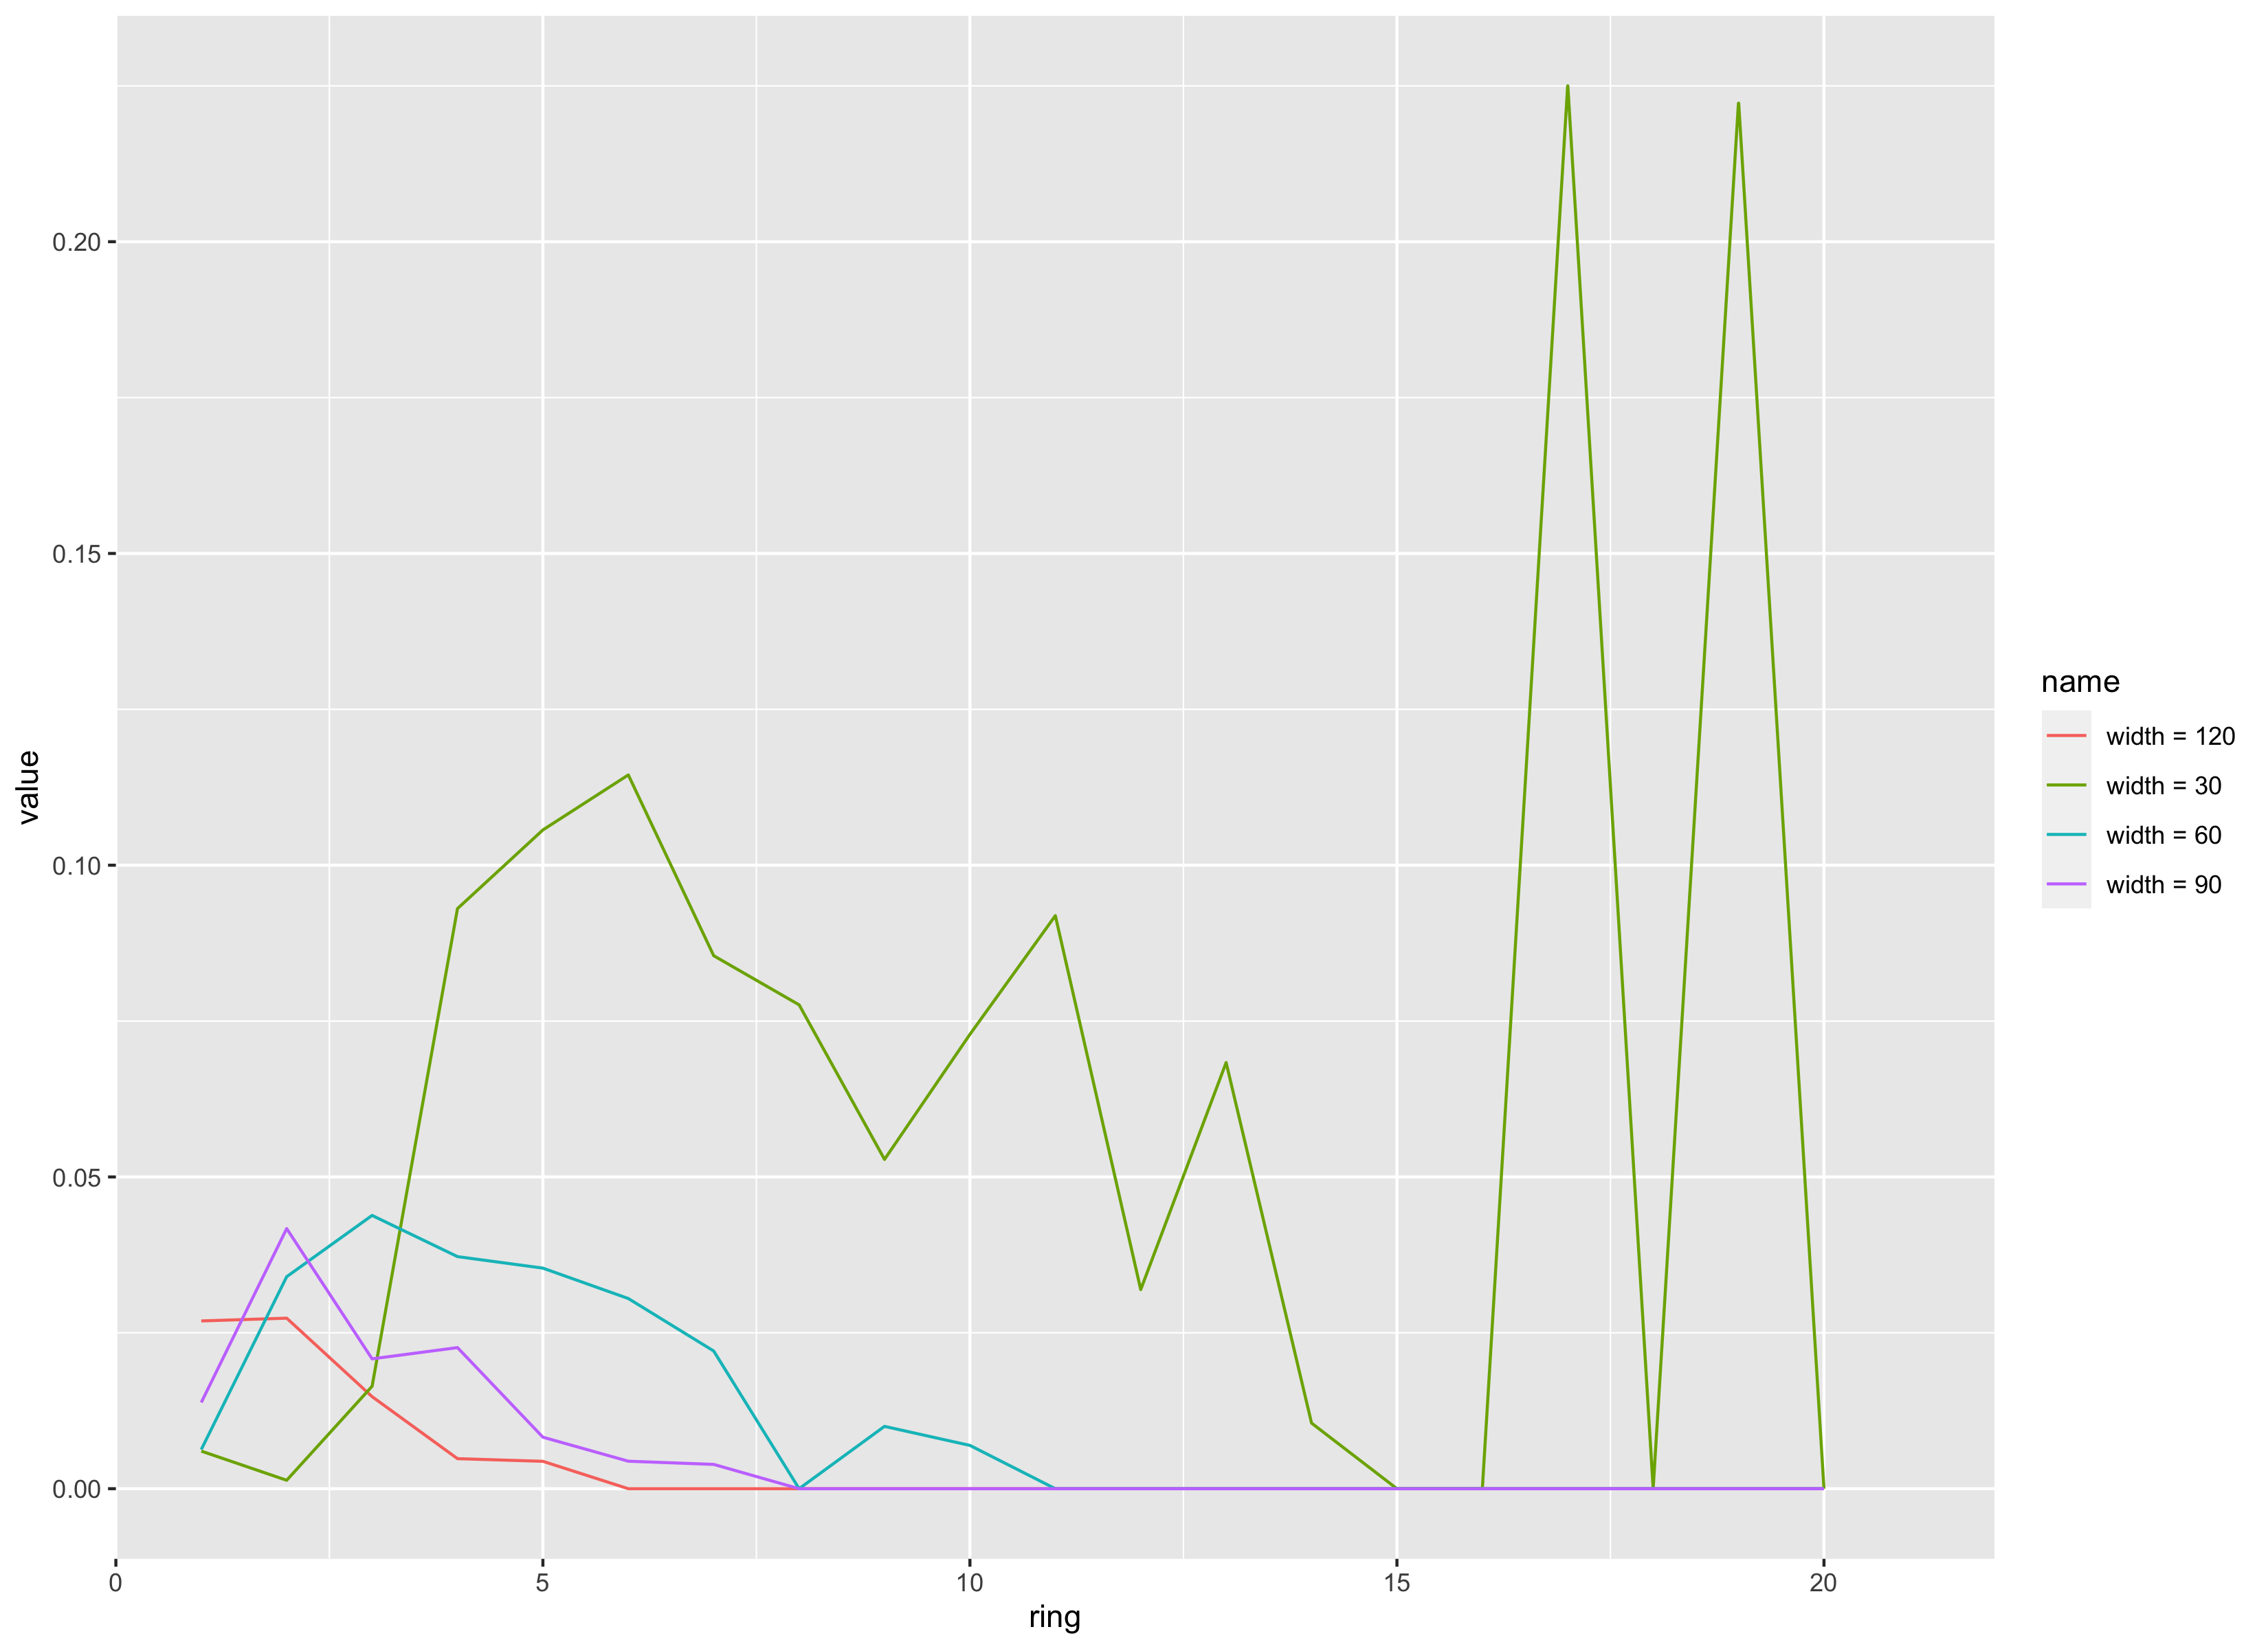 value
0.20
0.15
0.10
0.05
0.00
0 5 10 15 20
ring
name
width = 120
width = 30
width = 60
width = 90